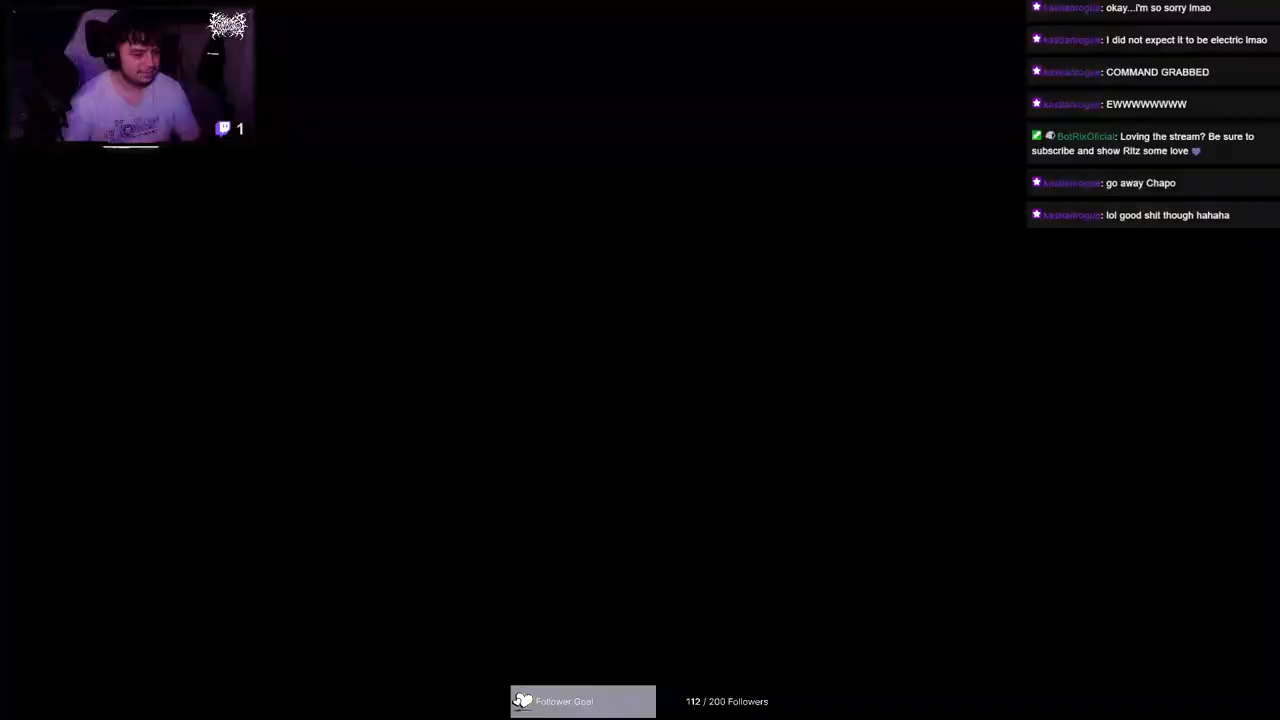 1
kastianrogue: okay...i'm so sorry lmao
: I did not expect it to be electric lmao
: COMMAND GRABBED
: EWWWWWWWW
BotRixOficial: Loving the stream? Be sure to
subscribe and show Ritz some love
: go away Chapo
: lol good shit though hahaha
Follower Goal
112 / 200 Followers